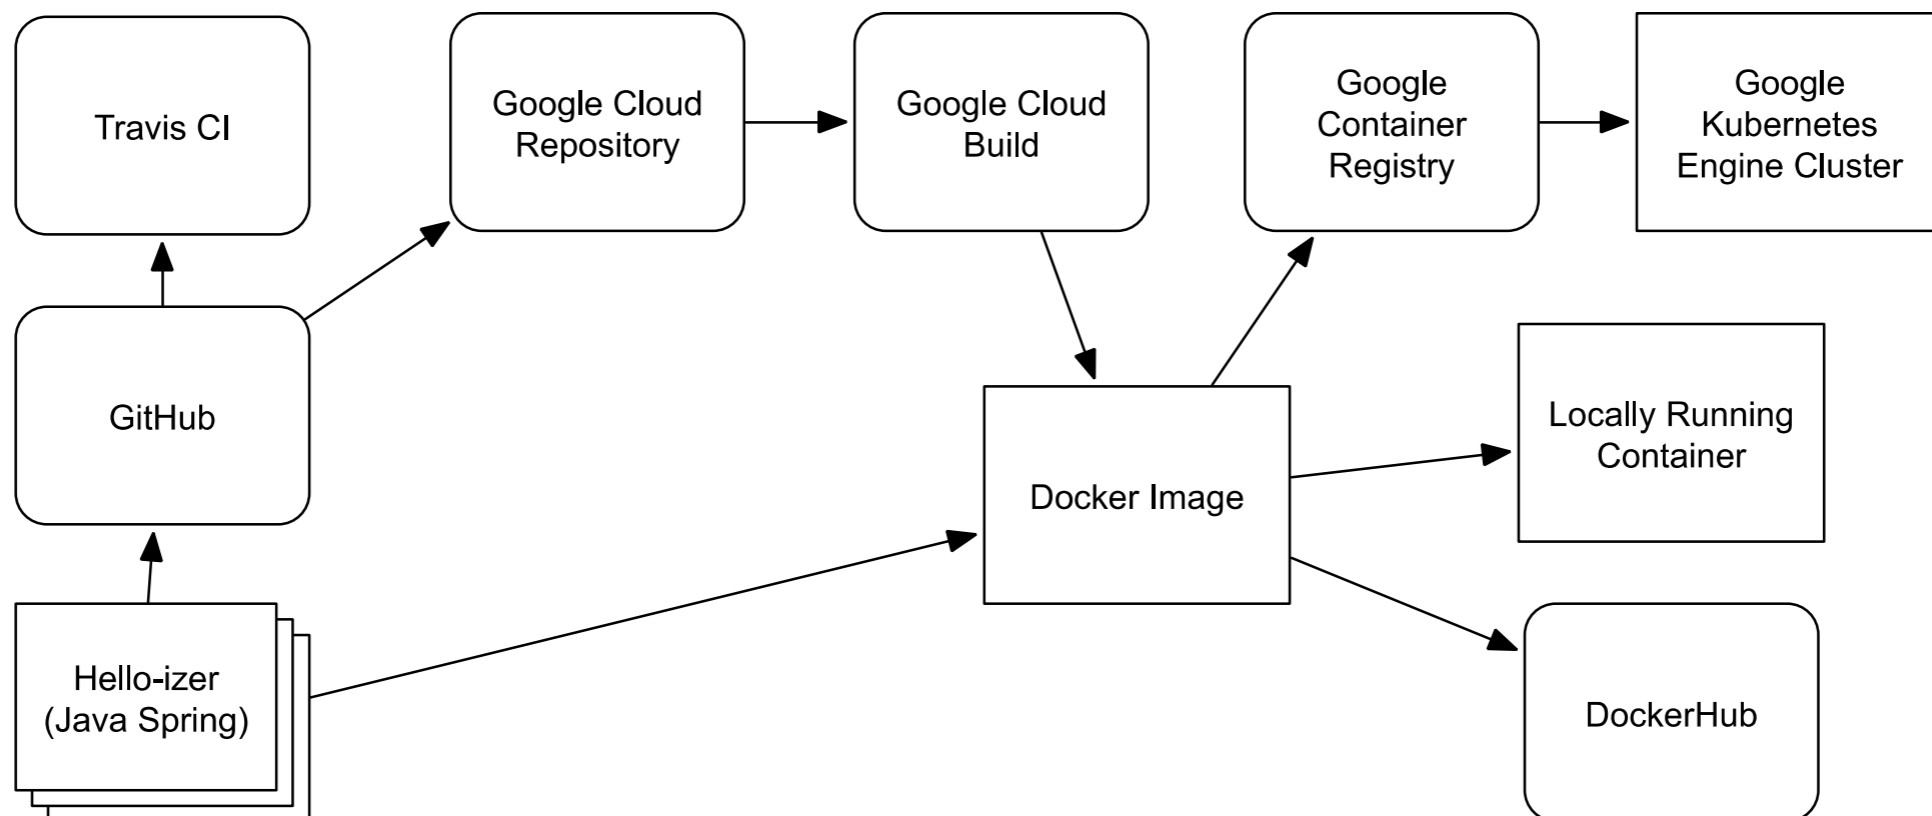 Travis CI
Google Cloud
Repository
Google Cloud
Build
Google
Container
Registry
Google
Kubernetes
Engine Cluster
GitHub
Docker Image
Locally Running
Container
Hello-izer
(Java Spring)
DockerHub